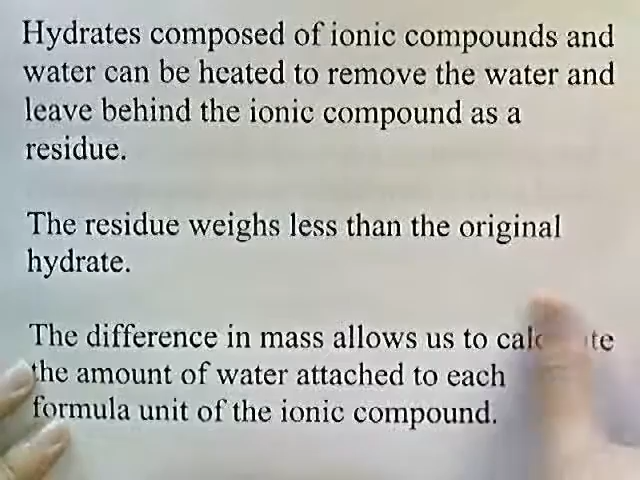 Hydrates composed of ionic compounds and
water can be heated to remove the water and
leave behind the ionic compound as a
residue.
The residue weighs less than the original
hydrate.
The difference in mass allows us to
the amount of water attached to each
formula unit of the ionic compound.